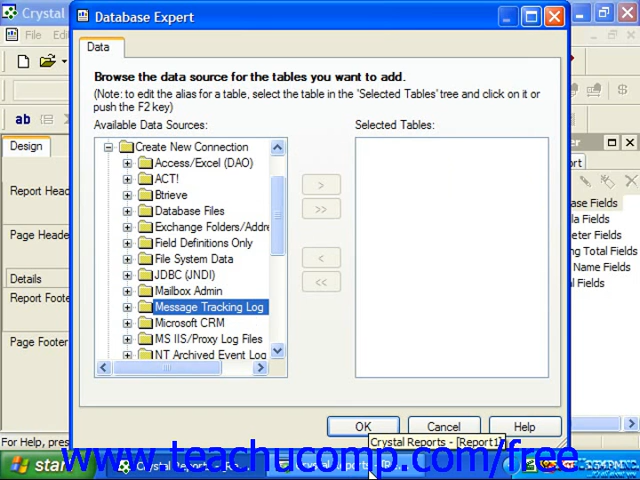 Crystal
Database Expert
File
Edi
Data
Browse the data source for the tables you want to add.
(Note: to edit the alias for a table, select the table in the 'Selected Tables' tree and click on it or
push the F2 key)
Available Data Sources:
Selected Tables:
Create New Connection
Access/Excel (DAO)
ACT!
Btrieve
Database Files
Exchange Folders/Addre
Field Definitions Only
File System Data
JDBC (JNDI)
Mailbox Admin
Message Tracking Log
Microsoft CRM
MS IIS/Proxy Log Files
NT Archived Event Log
>
>>
<
<<
ab
Design
Report Head
Page Heade
Details
Report Foote
Page Footer
er
ort
ase Fields
la Fields
eter Fields
ng Total Fields
Name Fields
l Fields
OK
Cancel
Help
Crystal Reports - [Report1]
For Help, pres
start
www.teachucomp.com/free